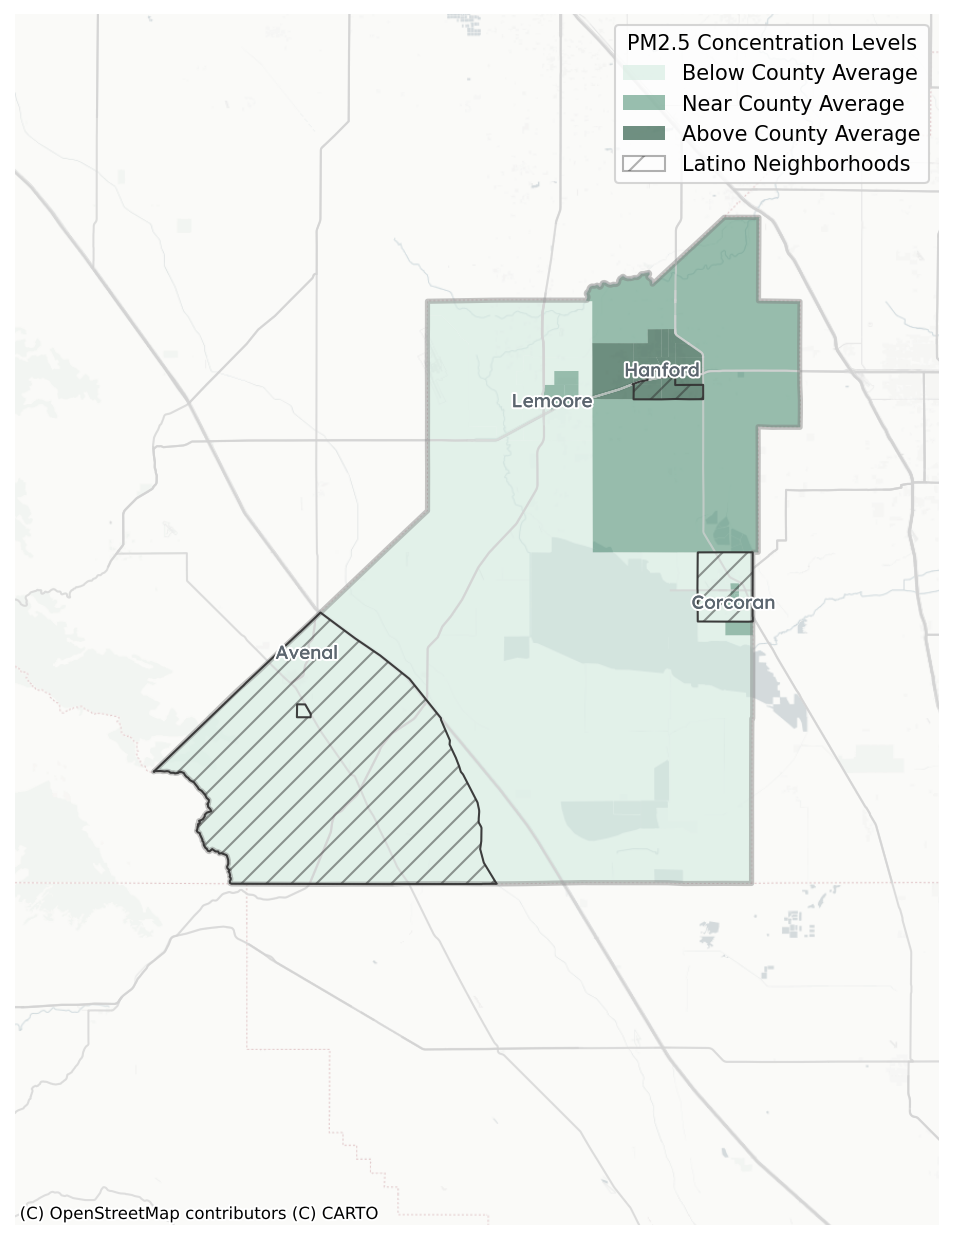 PM2.5 Concentration Levels
Below County Average
Near County Average
Above County Average
Latino Neighborhoods
Hanford
Lemoore
Corcoran
Avenal
(C) OpenStreetMap contributors (C) CARTO